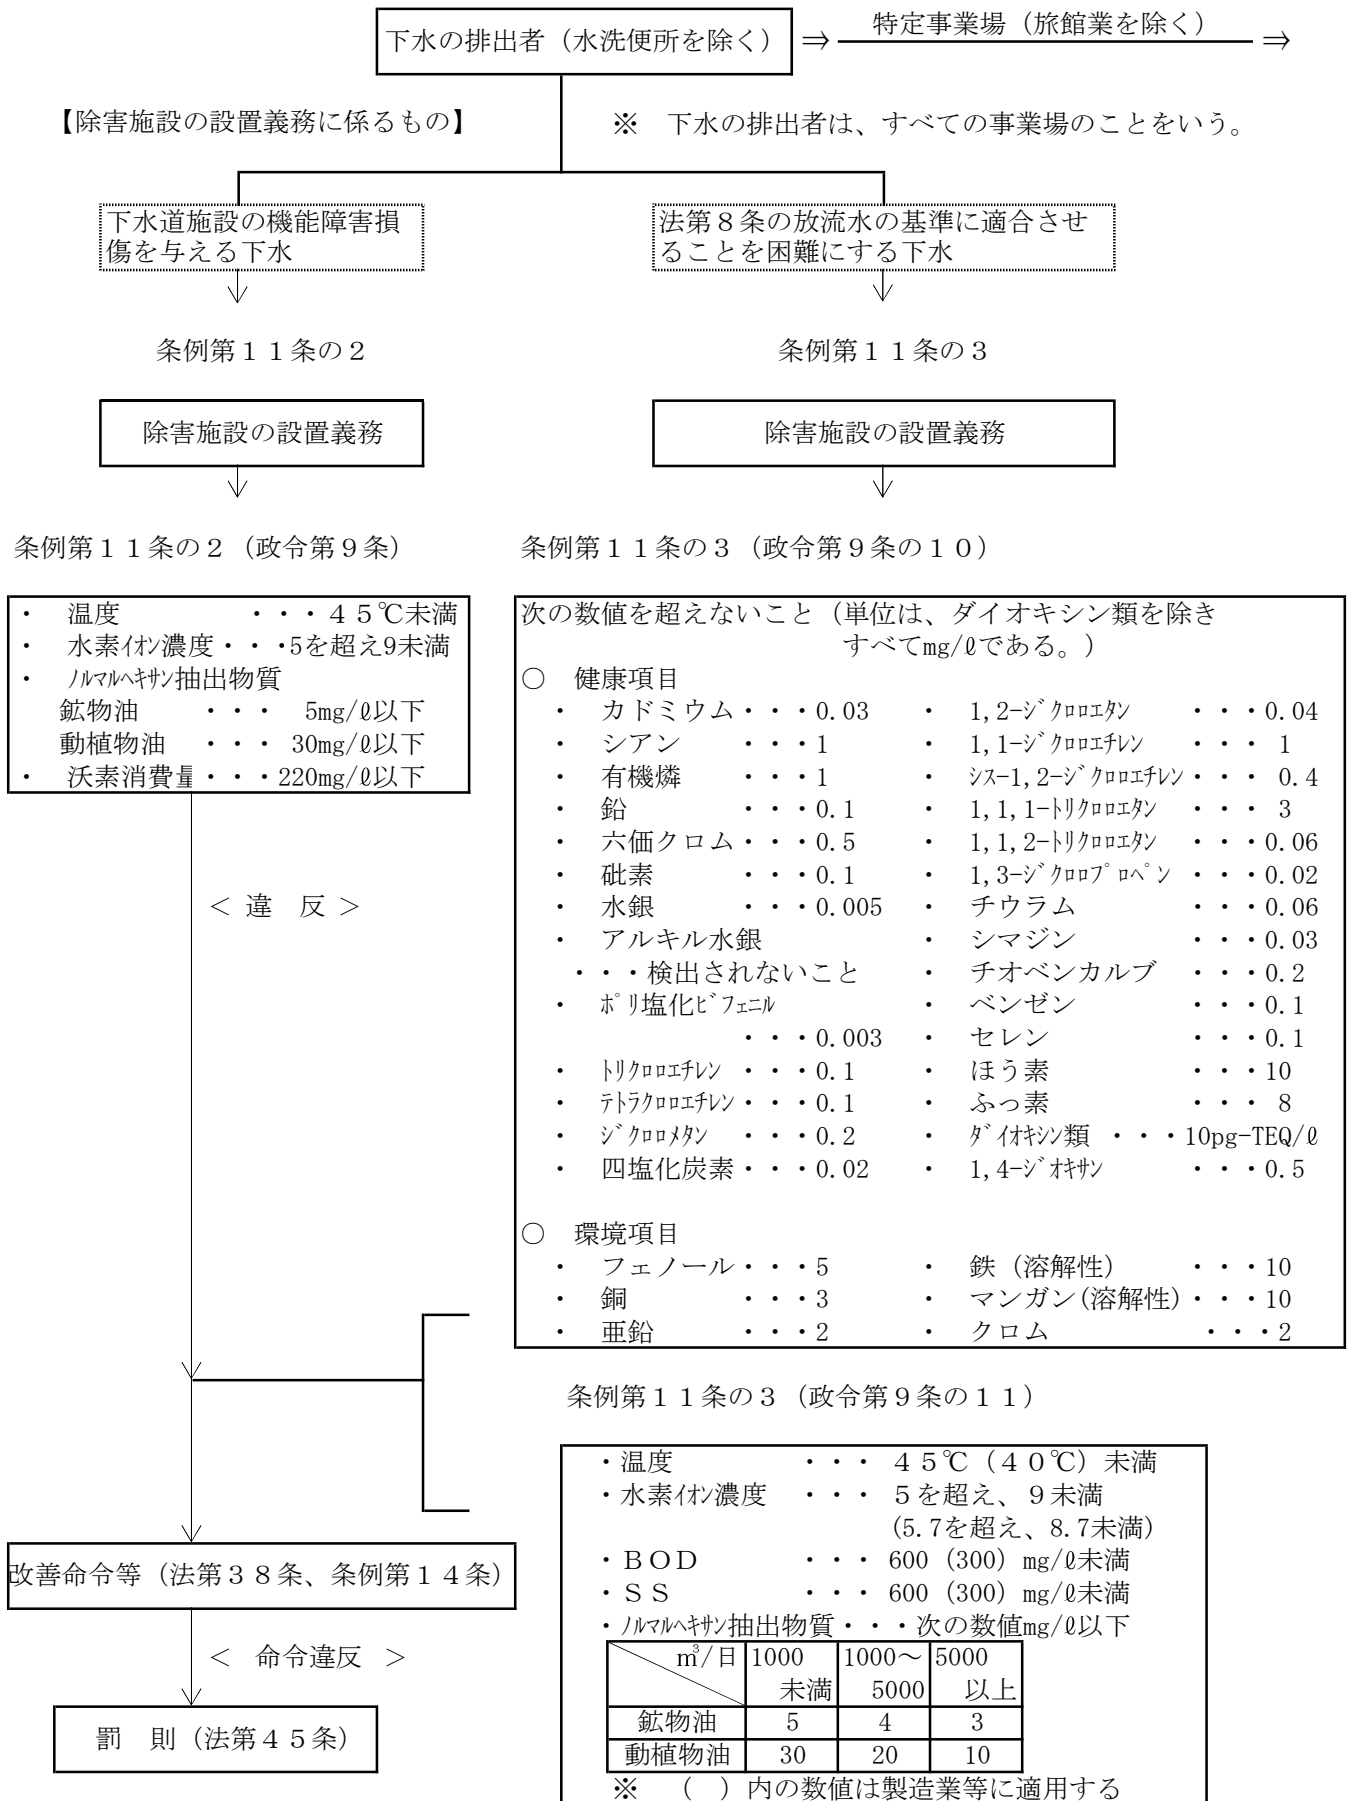 下水の排出者（水洗便所を除く） ⇒ 特定事業場（旅館業を除く） ⇒
【除害施設の設置義務に係るもの】
※　下水の排出者は、すべての事業場のことをいう。
下水道施設の機能障害損
傷を与える下水
法第８条の放流水の基準に適合させ
ることを困難にする下水
条例第１１条の２
条例第１１条の３
除害施設の設置義務
除害施設の設置義務
条例第１１条の２（政令第９条）
・　温度　・・・４５℃未満
・　水素ｲｵﾝ濃度・・・5を超え9未満
・　ﾉﾙﾏﾙﾍｷｻﾝ抽出物質
鉱物油　・・・　5mg/ℓ以下
動植物油　・・・　30mg/ℓ以下
・　沃素消費量・・・220mg/ℓ以下
＜ 違　反 ＞
条例第１１条の３（政令第９条の１０）
次の数値を超えないこと（単位は、ダイオキシン類を除き
すべてmg/ℓである。）
○　健康項目
・　カドミウム・・・0.03　・　1,2-ｼﾞｸﾛﾛｴﾀﾝ　・・・0.04
・　シアン　・・・1　・　1,1-ｼﾞｸﾛﾛｴﾁﾚﾝ　・・・ 1
・　有機燐　・・・1　・　ｼｽ-1,2-ｼﾞｸﾛﾛｴﾁﾚﾝ・・・ 0.4
・　鉛　・・・0.1　・　1,1,1-ﾄﾘｸﾛﾛｴﾀﾝ　・・・ 3
・　六価クロム・・・0.5　・　1,1,2-ﾄﾘｸﾛﾛｴﾀﾝ　・・・0.06
・　砒素　・・・0.1　・　1,3-ｼﾞｸﾛﾛﾌﾟﾛﾍﾟﾝ　・・・0.02
・　水銀　・・・0.005　・　チウラム　・・・0.06
・　アルキル水銀　・　シマジン　・・・0.03
・・・検出されないこと　・　チオベンカルブ　・・・0.2
・　ﾎﾟﾘ塩化ﾋﾞﾌｪﾆﾙ　・　ベンゼン　・・・0.1
・・・0.003　・　セレン　・・・0.1
・　ﾄﾘｸﾛﾛｴﾁﾚﾝ　・・・0.1　・　ほう素　・・・10
・　ﾃﾄﾗｸﾛﾛｴﾁﾚﾝ・・・0.1　・　ふっ素　・・・ 8
・　ｼﾞｸﾛﾛﾒﾀﾝ　・・・0.2　・　ﾀﾞｲｵｷｼﾝ類　・・・10pg-TEQ/ℓ
・　四塩化炭素・・・0.02　・　1,4-ｼﾞｵｷｻﾝ　・・・0.5
○　環境項目
・　フェノール・・・5　・　鉄（溶解性）　・・・10
・　銅　・・・3　・　マンガン(溶解性)・・・10
・　亜鉛　・・・2　・　クロム　・・・2
条例第１１条の３（政令第９条の１１）
・温度　・・・　４５℃（４０℃）未満
・水素ｲｵﾝ濃度　・・・　５を超え、９未満
(5.7を超え、8.7未満)
・ＢＯＤ　・・・ 600（300）mg/ℓ未満
・ＳＳ　・・・ 600（300）mg/ℓ未満
・ﾉﾙﾏﾙﾍｷｻﾝ抽出物質・・・次の数値mg/ℓ以下
㎥/日　1000　1000～　5000
未満　5000　以上
鉱物油　5　4　3
動植物油　30　20　10
※　（　）内の数値は製造業等に適用する
改善命令等（法第３８条、条例第１４条）
＜　命令違反　＞
罰　則（法第４５条）